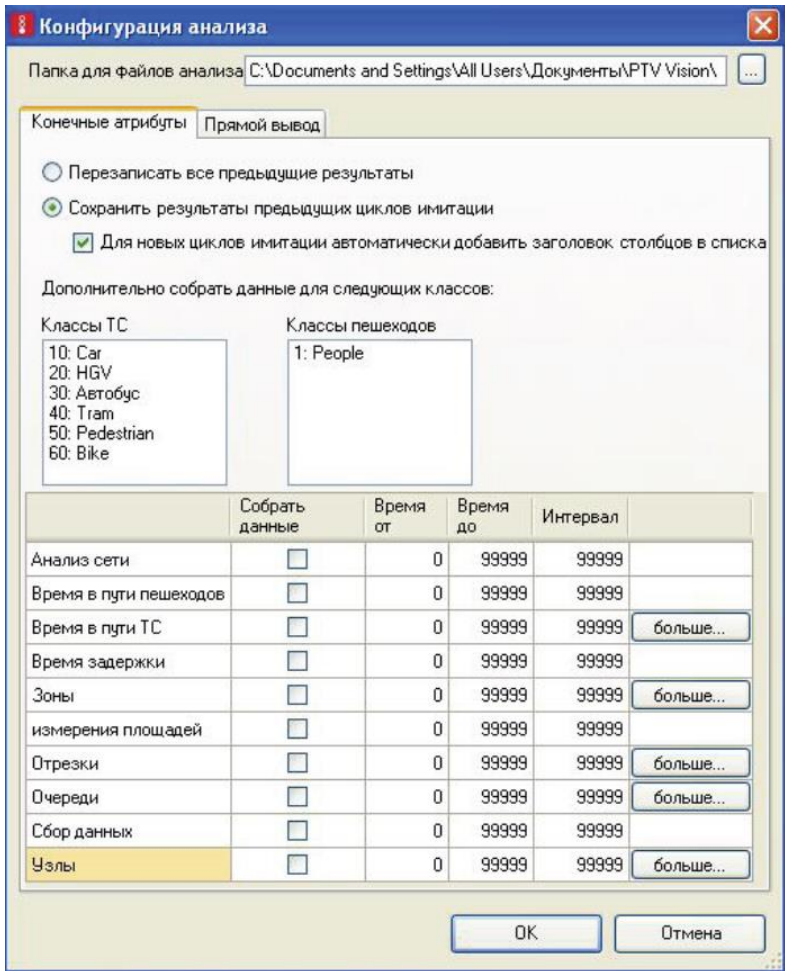 Конфигурация анализа
Папка для файлов анализа C:\Documents and Settings\All Users\Документы\PTV Vision\ ...
Конечные атрибуты Прямой вывод
Перезаписать все предыдущие результаты
Сохранить результаты предыдущих циклов имитации
Для новых циклов имитации автоматически добавить заголовок столбцов в списка
Дополнительно собрать данные для следующих классов:
Классы ТС Классы пешеходов
10: Car 1: People
20: HGV
30: Автобус
40: Tram
50: Pedestrian
60: Bike
Собрать данные Время от Время до Интервал
Анализ сети 0 99999 99999
Время в пути пешеходов 0 99999 99999
Время в пути ТС 0 99999 99999 больше...
Время задержки 0 99999 99999
Зоны 0 99999 99999 больше...
измерения площадей 0 99999 99999
Отрезки 0 99999 99999 больше...
Очереди 0 99999 99999 больше...
Сбор данных 0 99999 99999
Узлы 0 99999 99999 больше...
OK Отмена